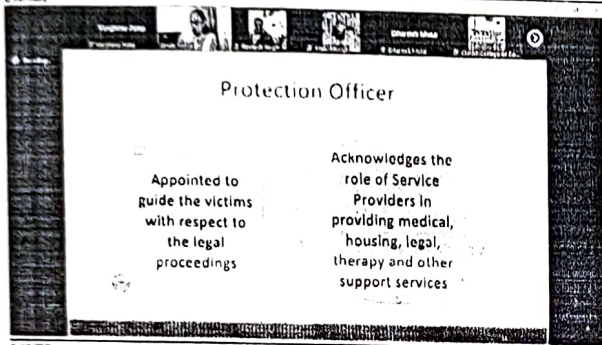 Protection Officer
Appointed to
guide the victims
with respect to
the legal
proceedings
Acknowledges the
role of Service
Providers in
providing medical,
housing, legal,
therapy and other
support services